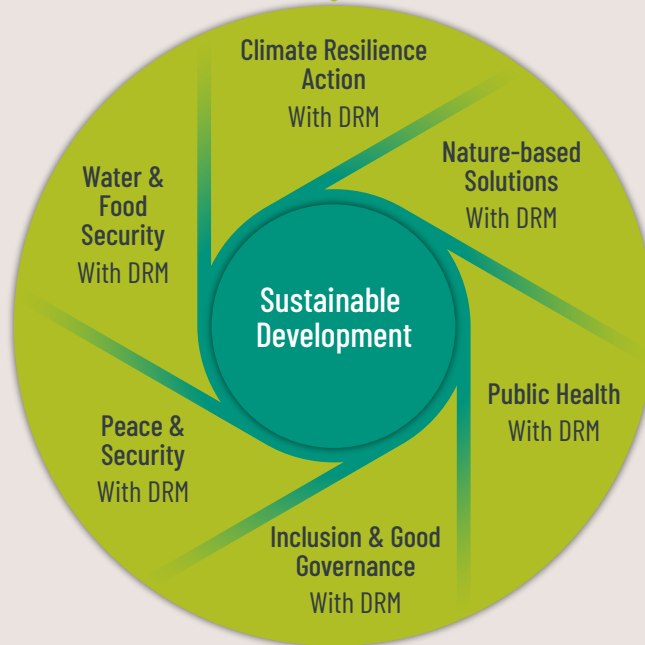 Climate Resilience
Action
With DRM
Nature-based
Solutions
With DRM
Water &
Food
Security
With DRM
Sustainable
Development
Public Health
With DRM
Peace &
Security
With DRM
Inclusion & Good
Governance
With DRM